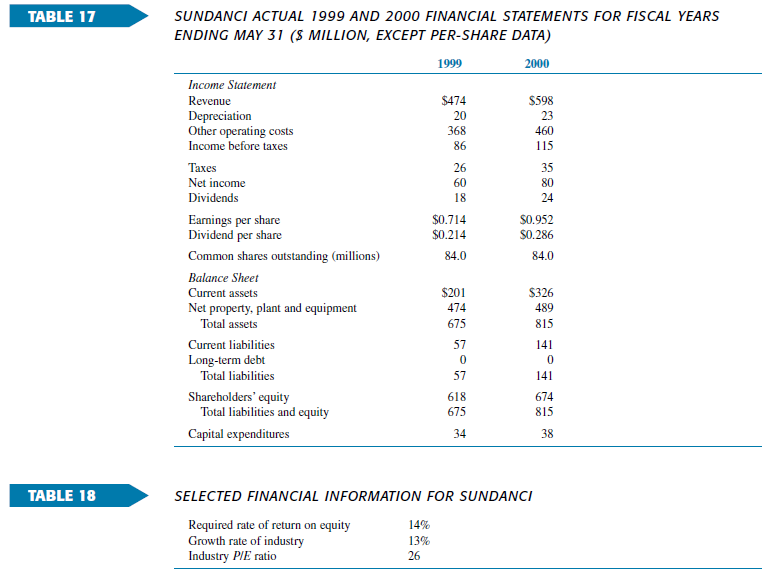 TABLE 17
SUNDANCI ACTUAL 1999 AND 2000 FINANCIAL STATEMENTS FOR FISCAL YEARS
ENDING MAY 31 ($ MILLION, EXCEPT PER-SHARE DATA)
1999 2000
Income Statement
Revenue $474 $598
Depreciation 20 23
Other operating costs 368 460
Income before taxes 86 115
Taxes 26 35
Net income 60 80
Dividends 18 24
Earnings per share $0.714 $0.952
Dividend per share $0.214 $0.286
Common shares outstanding (millions) 84.0 84.0
Balance Sheet
Current assets $201 $326
Net property, plant and equipment 474 489
Total assets 675 815
Current liabilities 57 141
Long-term debt 0 0
Total liabilities 57 141
Shareholders' equity 618 674
Total liabilities and equity 675 815
Capital expenditures 34 38
TABLE 18
SELECTED FINANCIAL INFORMATION FOR SUNDANCI
Required rate of return on equity 14%
Growth rate of industry 13%
Industry P/E ratio 26